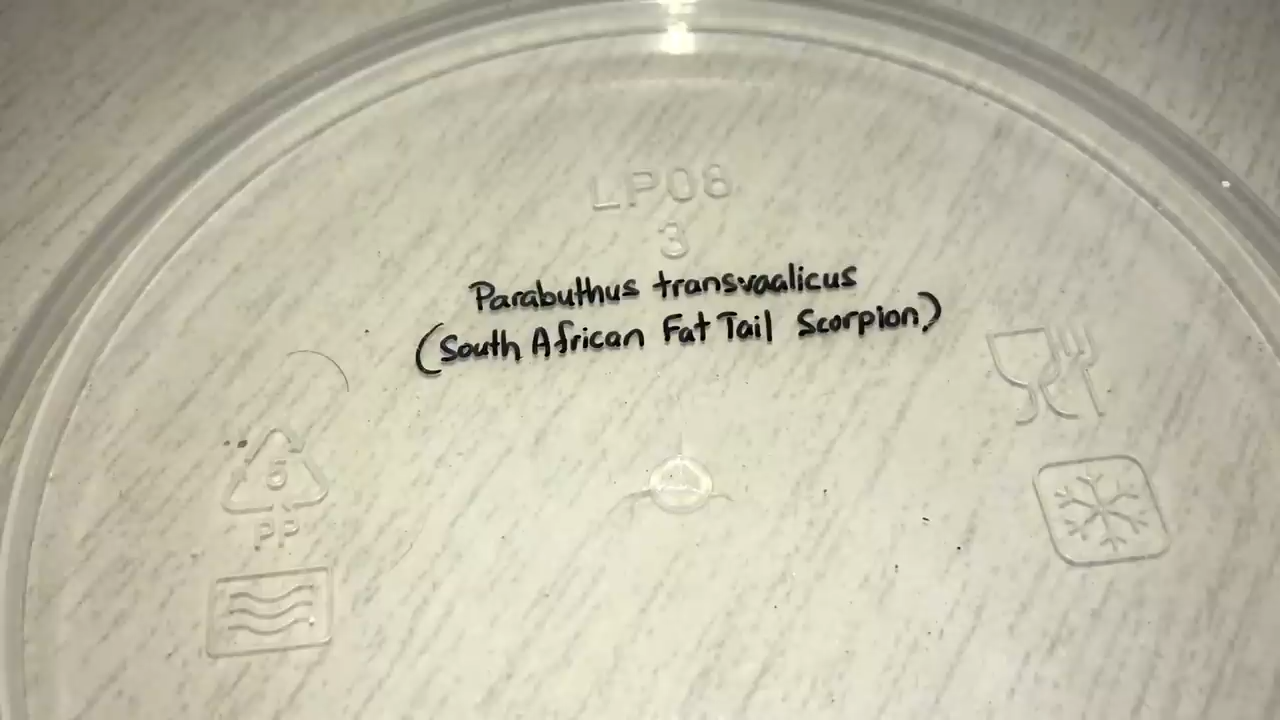 LP08
3
Parabuthus transvaalicus
(South African Fat Tail Scorpion)
6
PP